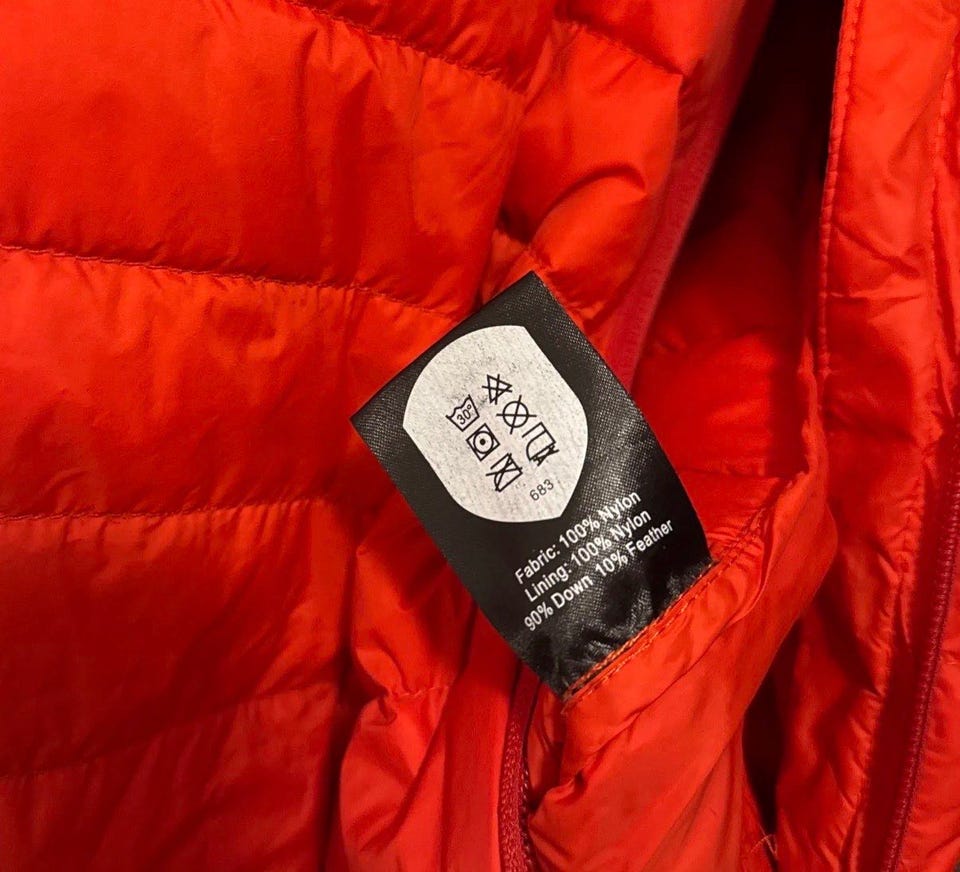 30°
683
Fabric: 100% Nylon
Lining: 100% Nylon
90% Down 10% Feather